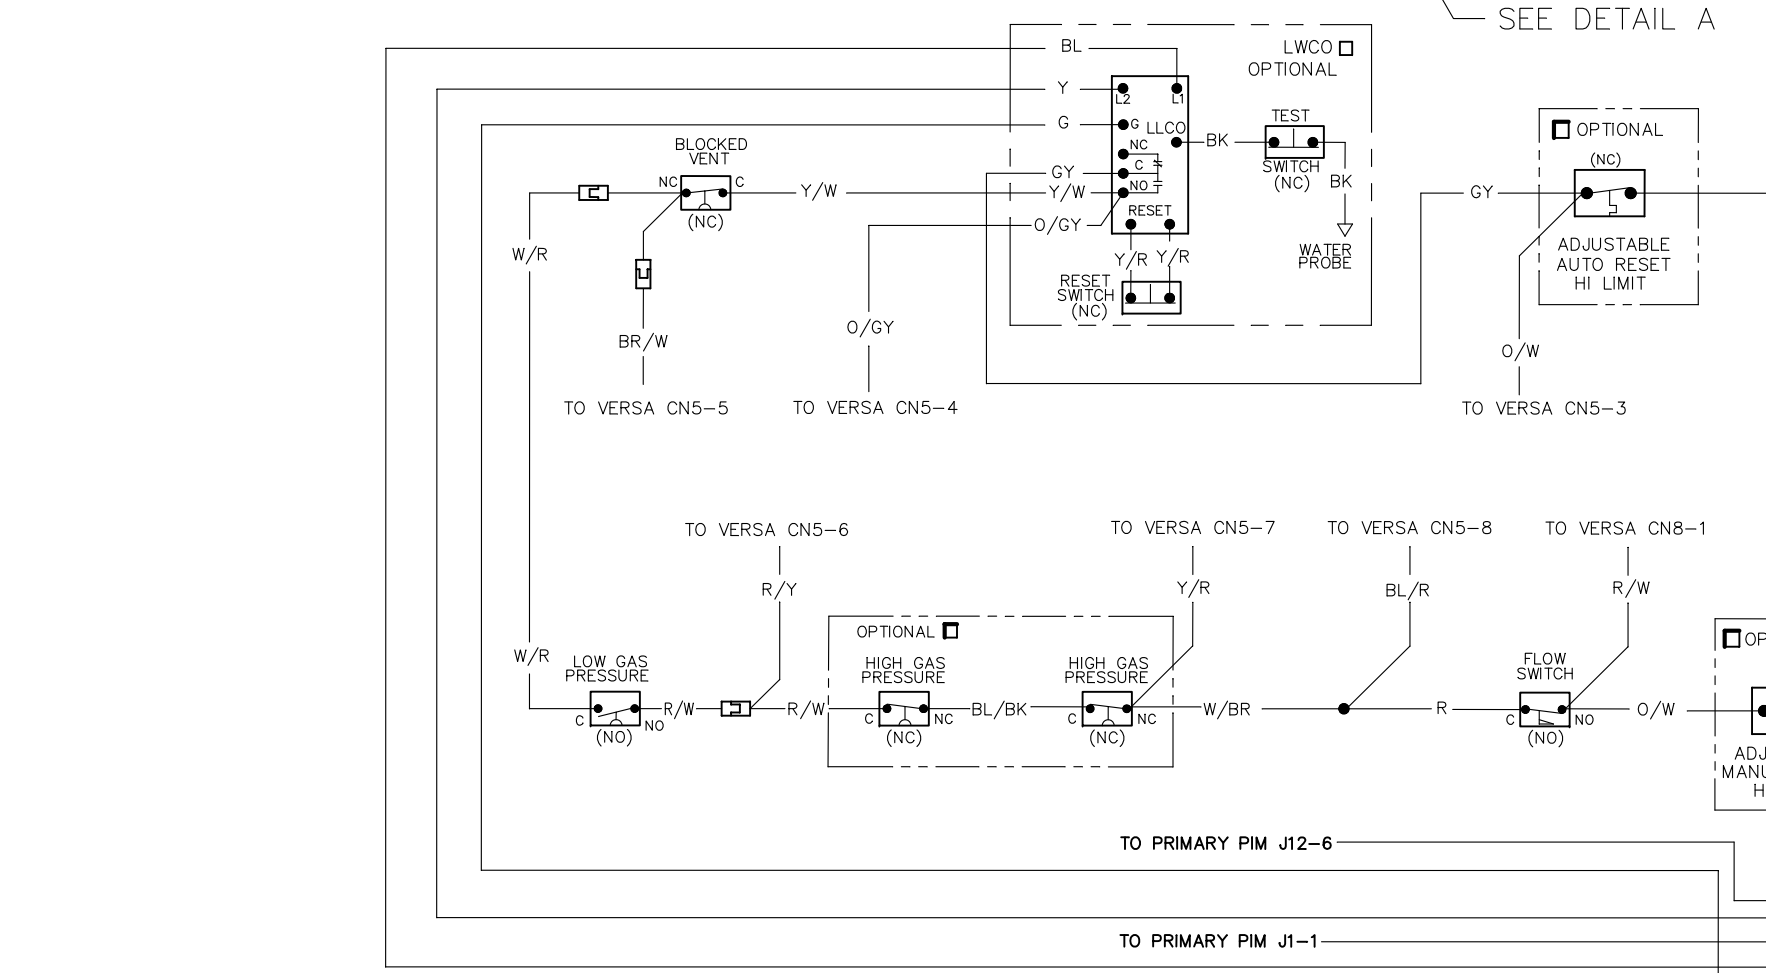 SEE DETAIL A
BL
LWCO
OPTIONAL
Y
L2
L1
G
G
LLCO
BK
TEST
SWITCH
(NC)
BK
WATER
PROBE
NC
C
NO
GY
Y/W
O/GY
RESET
Y/R
Y/R
RESET
SWITCH
(NC)
BLOCKED
VENT
NC
C
(NC)
Y/W
W/R
BR/W
TO VERSA CN5-5
O/GY
TO VERSA CN5-4
OPTIONAL
(NC)
GY
ADJUSTABLE
AUTO RESET
HI LIMIT
O/W
TO VERSA CN5-3
TO VERSA CN5-6
TO VERSA CN5-7
TO VERSA CN5-8
TO VERSA CN8-1
R/Y
Y/R
BL/R
R/W
W/R
LOW GAS
PRESSURE
C
NO
(NO)
R/W
R/W
OPTIONAL
HIGH GAS
PRESSURE
C
NC
(NC)
BL/BK
HIGH GAS
PRESSURE
C
NC
(NC)
W/BR
R
FLOW
SWITCH
C
NO
(NO)
O/W
OP
ADJ
MANU
H
TO PRIMARY PIM J12-6
TO PRIMARY PIM J1-1